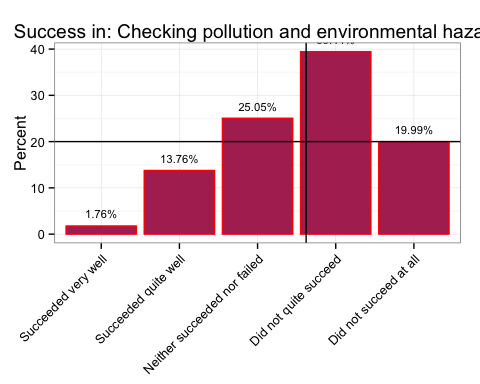 Success in: Checking pollution and environmental haza
Percent
40
30
20
10
0
1.76%
13.76%
25.05%
19.99%
Succeeded very well
Succeeded quite well
Neither succeeded nor failed
Did not quite succeed
Did not succeed at all